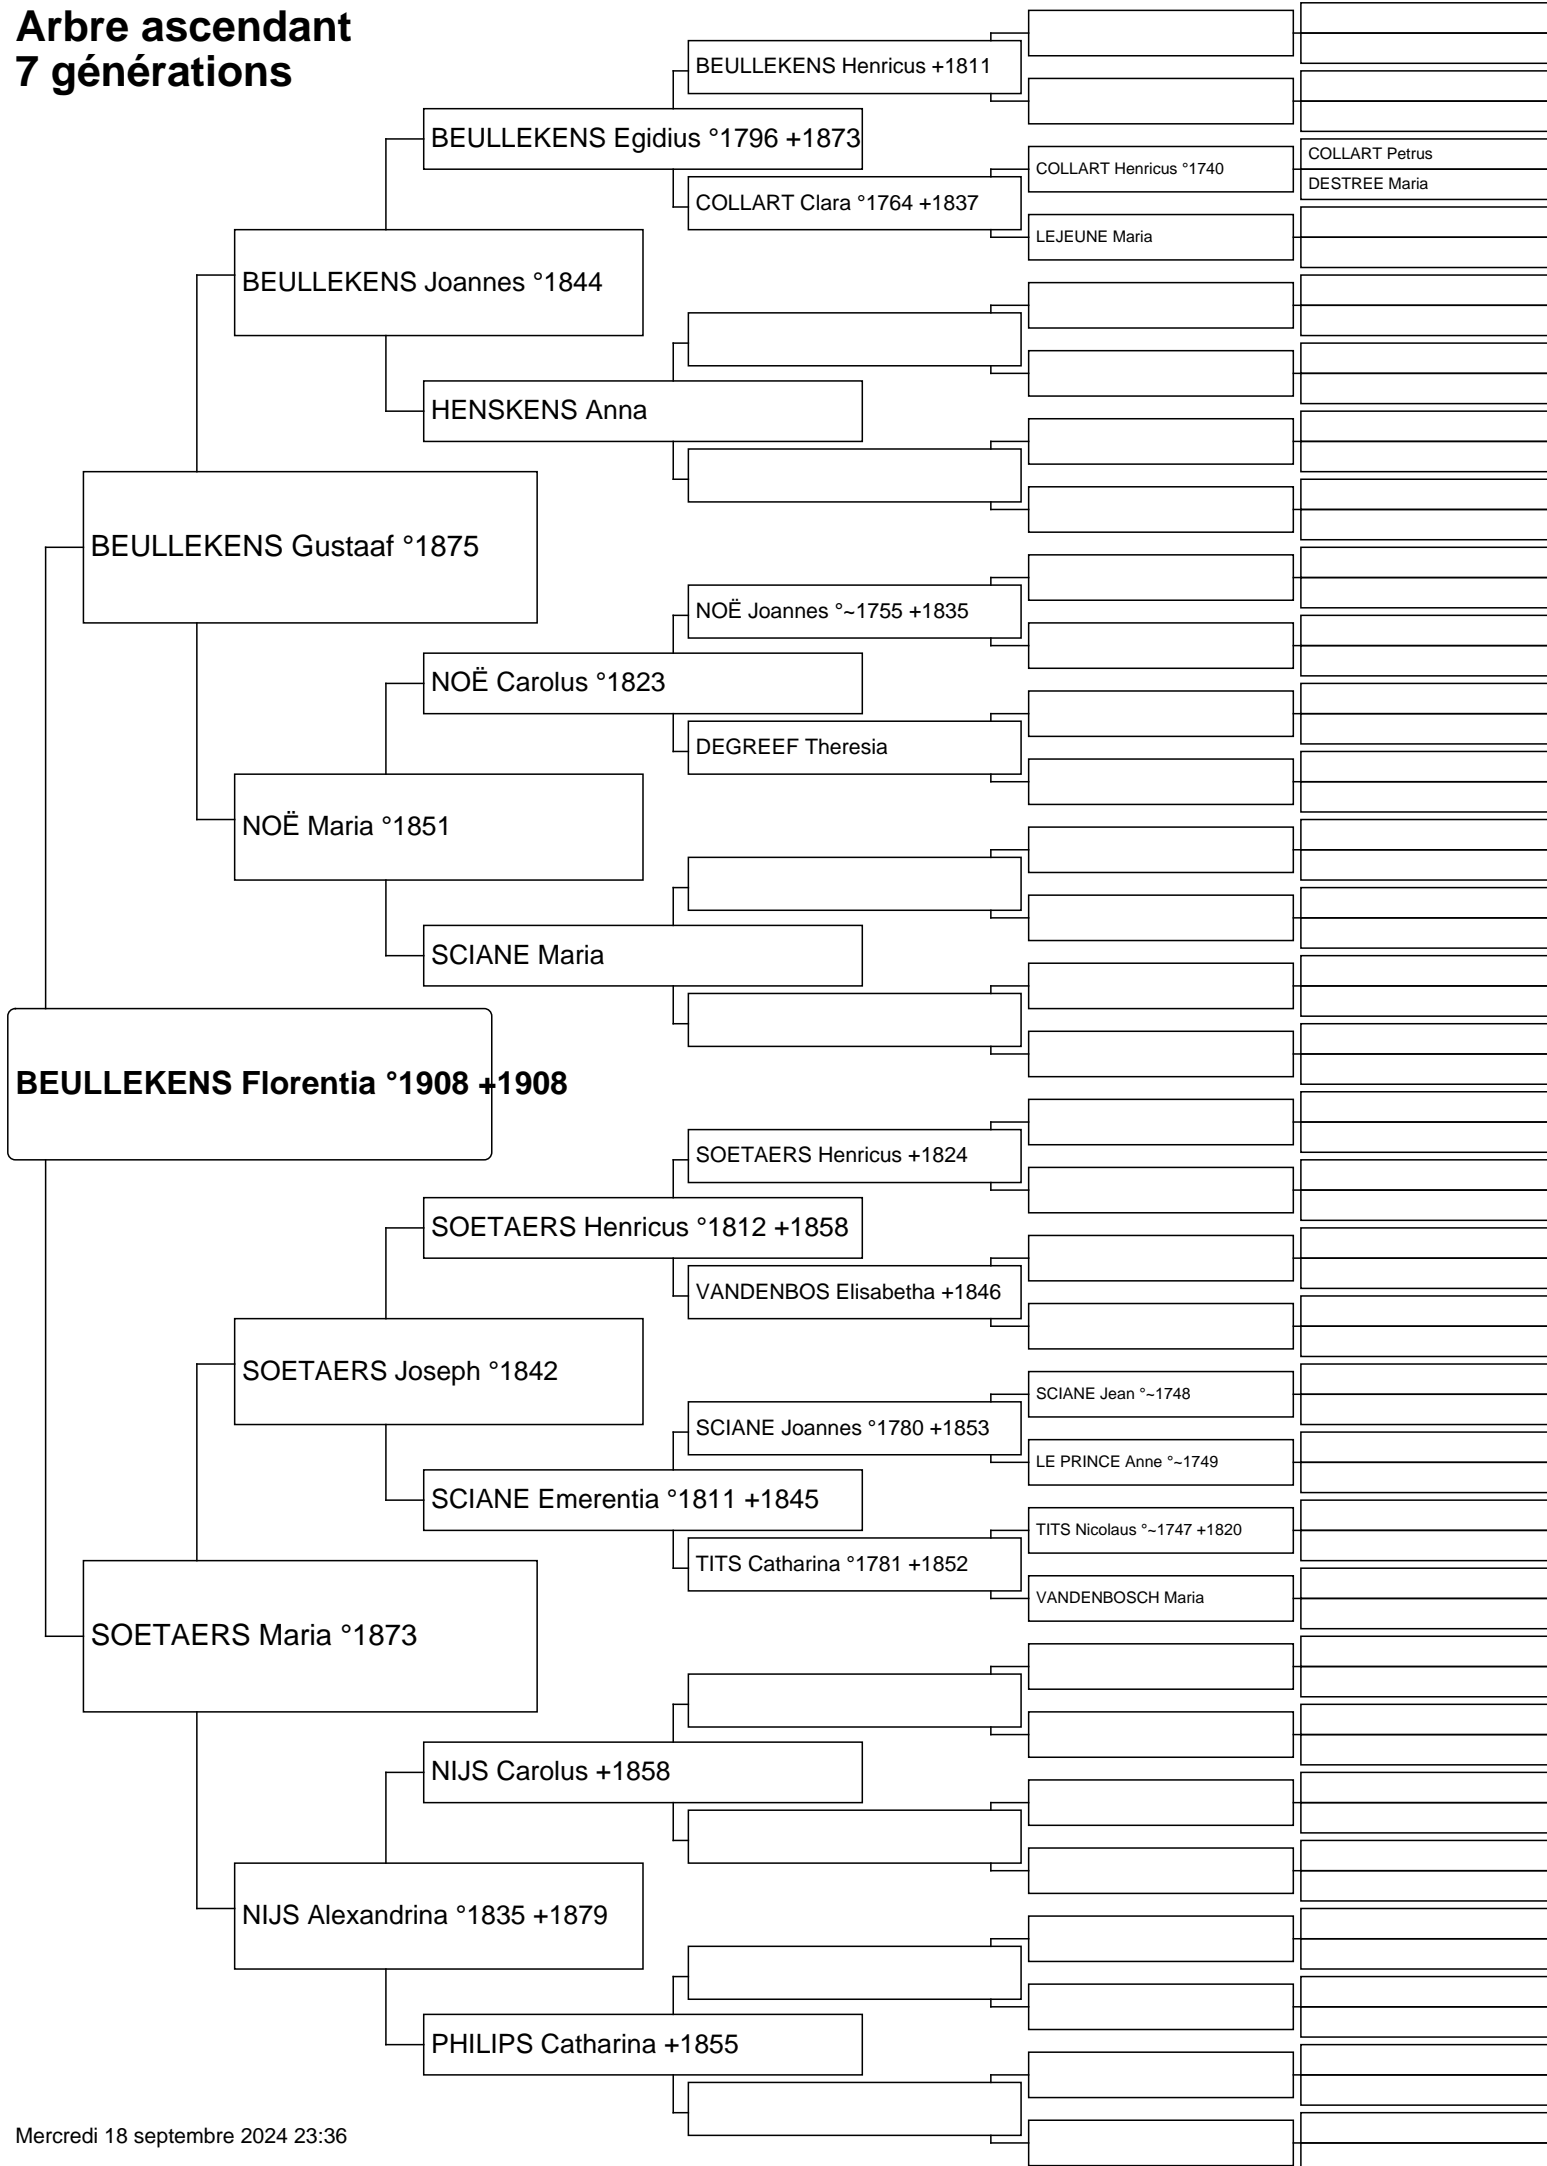 Arbre ascendant
7 générations
BEULLEKENS Henricus +1811
BEULLEKENS Egidius °1796 +1873
COLLART Petrus
COLLART Henricus °1740
DESTREE Maria
COLLART Clara °1764 +1837
LEJEUNE Maria
BEULLEKENS Joannes °1844
HENSKENS Anna
BEULLEKENS Gustaaf °1875
NOË Joannes °~1755 +1835
NOË Carolus °1823
DEGREEF Theresia
NOË Maria °1851
SCIANE Maria
BEULLEKENS Florentia °1908 +1908
SOETAERS Henricus +1824
SOETAERS Henricus °1812 +1858
VANDENBOS Elisabetha +1846
SOETAERS Joseph °1842
SCIANE Jean °~1748
SCIANE Joannes °1780 +1853
LE PRINCE Anne °~1749
SCIANE Emerentia °1811 +1845
TITS Nicolaus °~1747 +1820
TITS Catharina °1781 +1852
VANDENBOSCH Maria
SOETAERS Maria °1873
NIJS Carolus +1858
NIJS Alexandrina °1835 +1879
PHILIPS Catharina +1855
Mercredi 18 septembre 2024 23:36